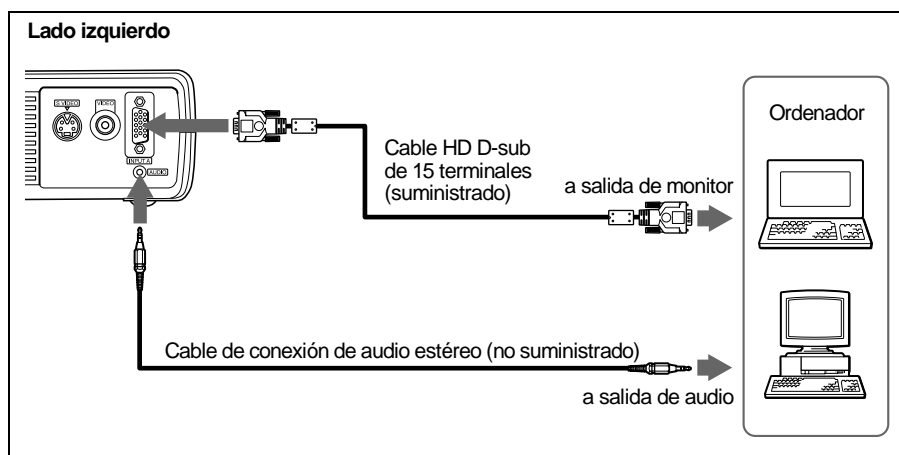 Lado izquierdo
S VIDEO
VIDEO
INPUT A
AUDIO
Ordenador
Cable HD D-sub
de 15 terminales
(suministrado)
a salida de monitor
Cable de conexión de audio estéreo (no suministrado)
a salida de audio